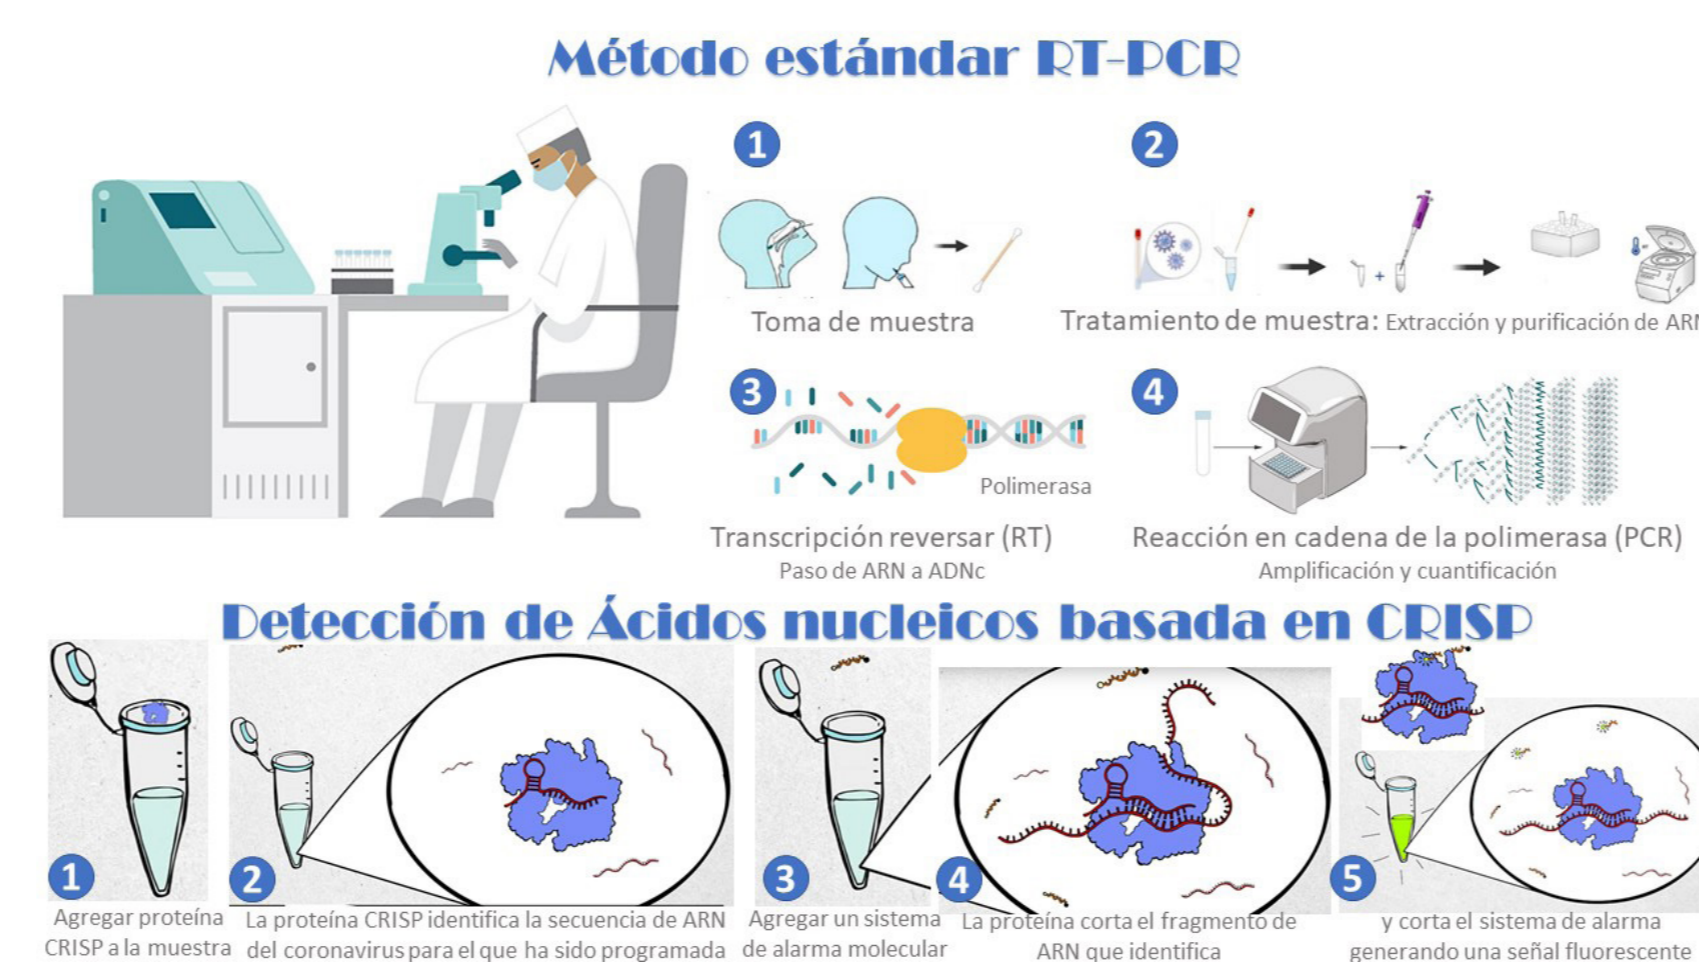 Método estándar RT-PCR
1
2
Toma de muestra
Tratamiento de muestra: Extracción y purificación de ARN
3
4
Polimerasa
Transcripción reversar (RT)
Paso de ARN a ADNc
Reacción en cadena de la polimerasa (PCR)
Amplificación y cuantificación
Detección de Ácidos nucleicos basada en CRISP
1
Agregar proteína
CRISP a la muestra
2
La proteína CRISP identifica la secuencia de ARN
del coronavirus para el que ha sido programada
3
Agregar un sistema
de alarma molecular
4
La proteína corta el fragmento de
ARN que identifica
5
y corta el sistema de alarma
generando una señal fluorescente